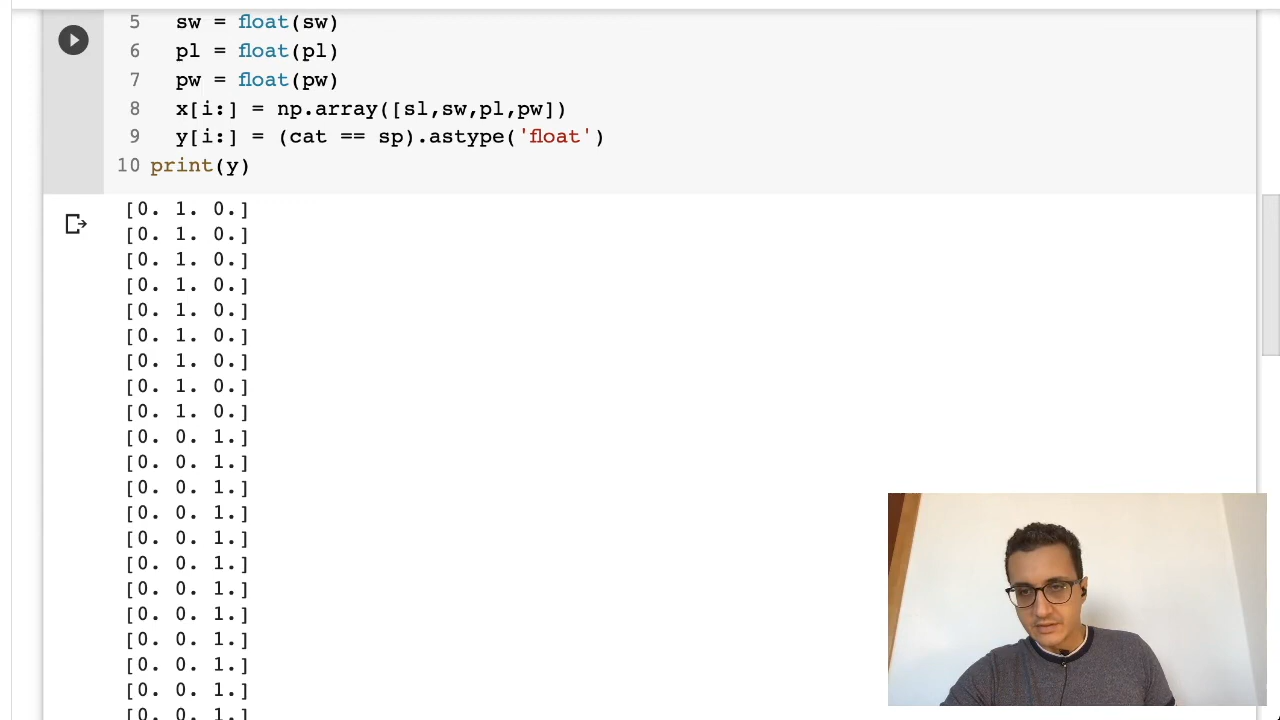 5 sw = float(sw)
6 pl = float(pl)
7 pw = float(pw)
8 x[i:] = np.array([sl,sw,pl,pw])
9 y[i:] = (cat == sp).astype('float')
10 print(y)
[0. 1. 0.]
[0. 1. 0.]
[0. 1. 0.]
[0. 1. 0.]
[0. 1. 0.]
[0. 1. 0.]
[0. 1. 0.]
[0. 1. 0.]
[0. 1. 0.]
[0. 0. 1.]
[0. 0. 1.]
[0. 0. 1.]
[0. 0. 1.]
[0. 0. 1.]
[0. 0. 1.]
[0. 0. 1.]
[0. 0. 1.]
[0. 0. 1.]
[0. 0. 1.]
[0. 0. 1.]
[0. 0. 1.]